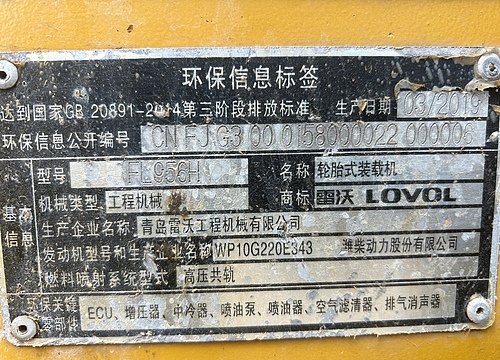 环保信息标签
达到国家GB 20891-2014第三阶段排放标准 生产日期 03/2019
环保信息公开编号 CN FJ G3 00 0158000022 000006
基本信息
型号 FL956H 名称 轮胎式装载机
机械类型 工程机械 商标 雷沃 LOVOL
生产企业名称 青岛雷沃工程机械有限公司
发动机型号和生产企业名称 WP10G220E343 潍柴动力股份有限公司
燃料喷射系统型式 高压共轨
环保关键零部件 ECU、增压器、中冷器、喷油泵、喷油器、空气滤清器、排气消声器